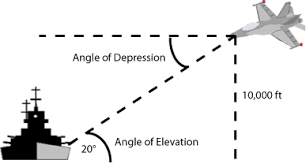 Angle of Depression
10,000 ft
20°
Angle of Elevation